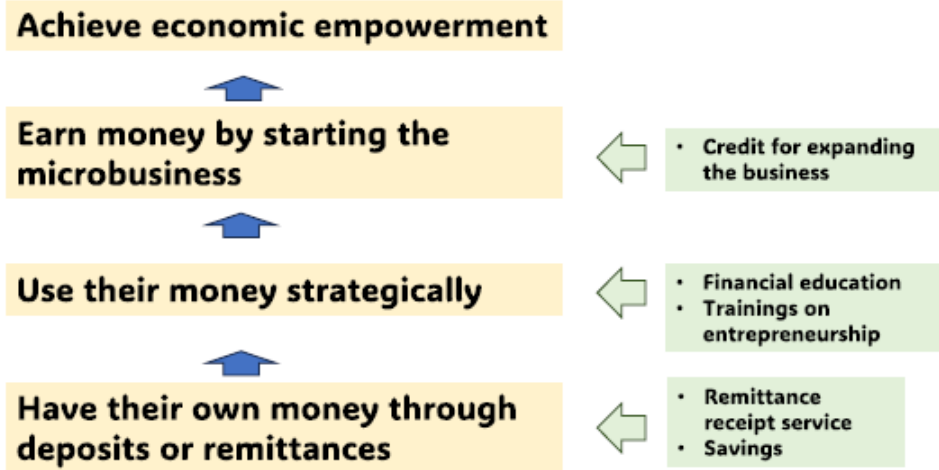 Achieve economic empowerment
Earn money by starting the
microbusiness
• Credit for expanding
the business
Use their money strategically
• Financial education
• Trainings on
entrepreneurship
Have their own money through
deposits or remittances
• Remittance
receipt service
• Savings